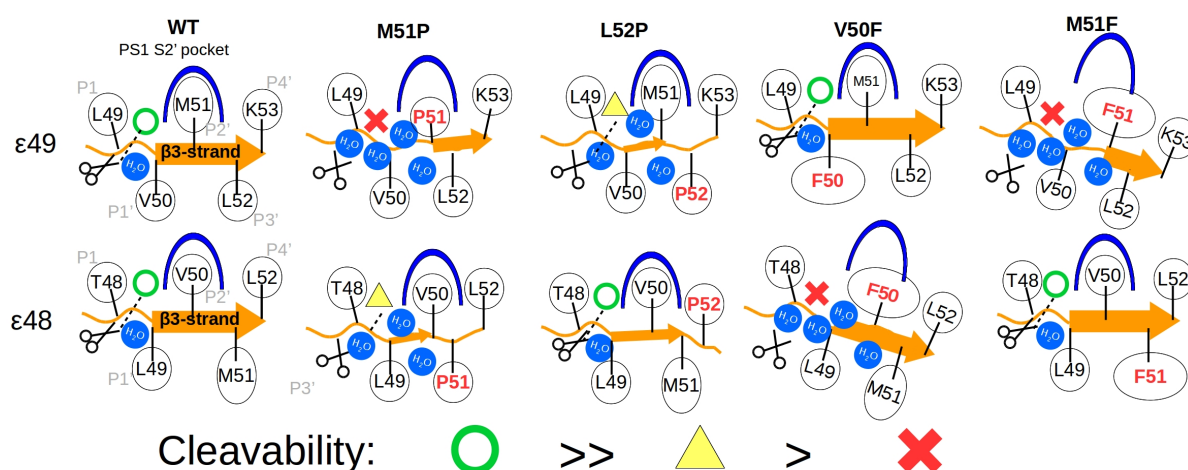 WT M51P L52P V50F M51F
PS1 S2' pocket
ε49
P1 L49 M51 P4' K53 P2' β3-strand H₂O P1' V50 L52 P3'
L49 P51 K53 H₂O H₂O H₂O H₂O V50 L52
L49 M51 K53 H₂O H₂O H₂O V50 P52
M51 K53 H₂O F50 L52
L49 F51 K53 H₂O H₂O H₂O H₂O V50 L52
ε48
P1 T48 V50 P4' L52 P2' β3-strand H₂O P1' L49 M51
T48 V50 L52 H₂O H₂O H₂O P3' L49 P51
T48 V50 P52 H₂O L49 M51
T48 F50 L52 H₂O H₂O H₂O H₂O L49 M51
T48 V50 L52 H₂O L49 F51
Cleavability: >> >